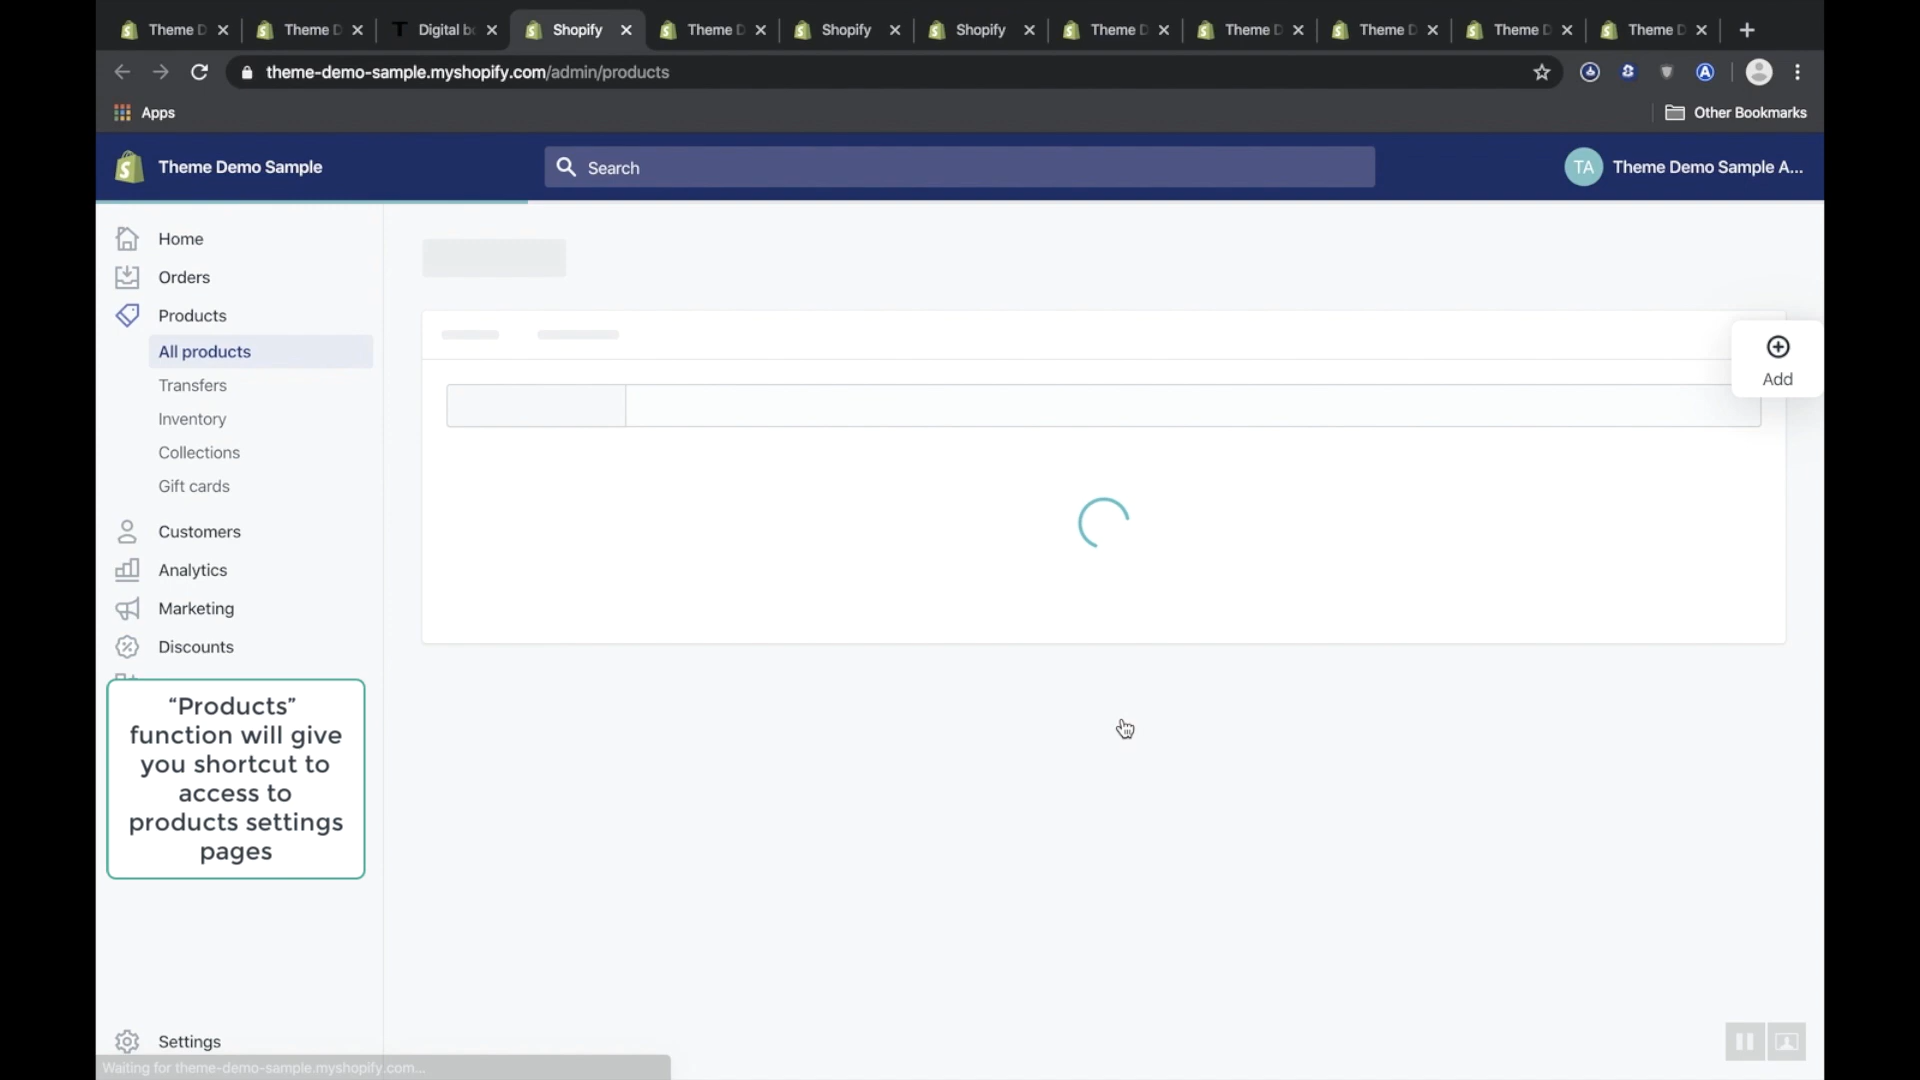 Theme D
Theme D
Digital bo
Shopify
Theme D
Shopify
Shopify
Theme D
Theme D
Theme D
Theme D
Theme D
theme-demo-sample.myshopify.com/admin/products
Apps
Other Bookmarks
Theme Demo Sample
Search
TA
Theme Demo Sample A...
Home
Orders
Products
All products
Transfers
Inventory
Collections
Gift cards
Customers
Analytics
Marketing
Discounts
Add
“Products”
function will give
you shortcut to
access to
products settings
pages
Settings
Waiting for theme-demo-sample.myshopify.com...